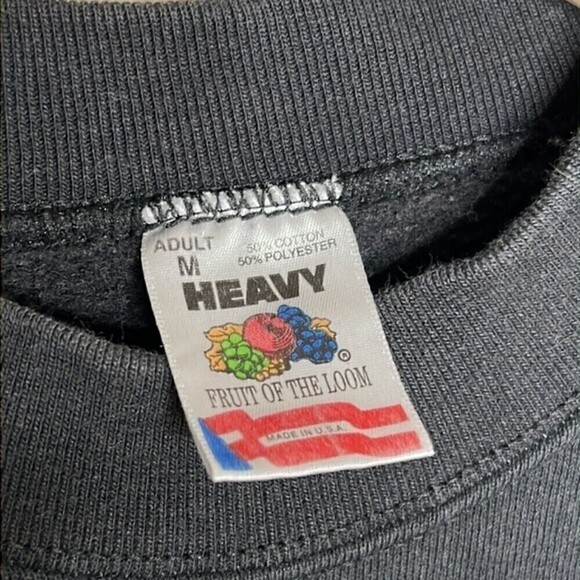 ADULT
M
50% COTTON
50% POLYESTER
HEAVY
®
FRUIT OF THE LOOM
MADE IN U.S.A.